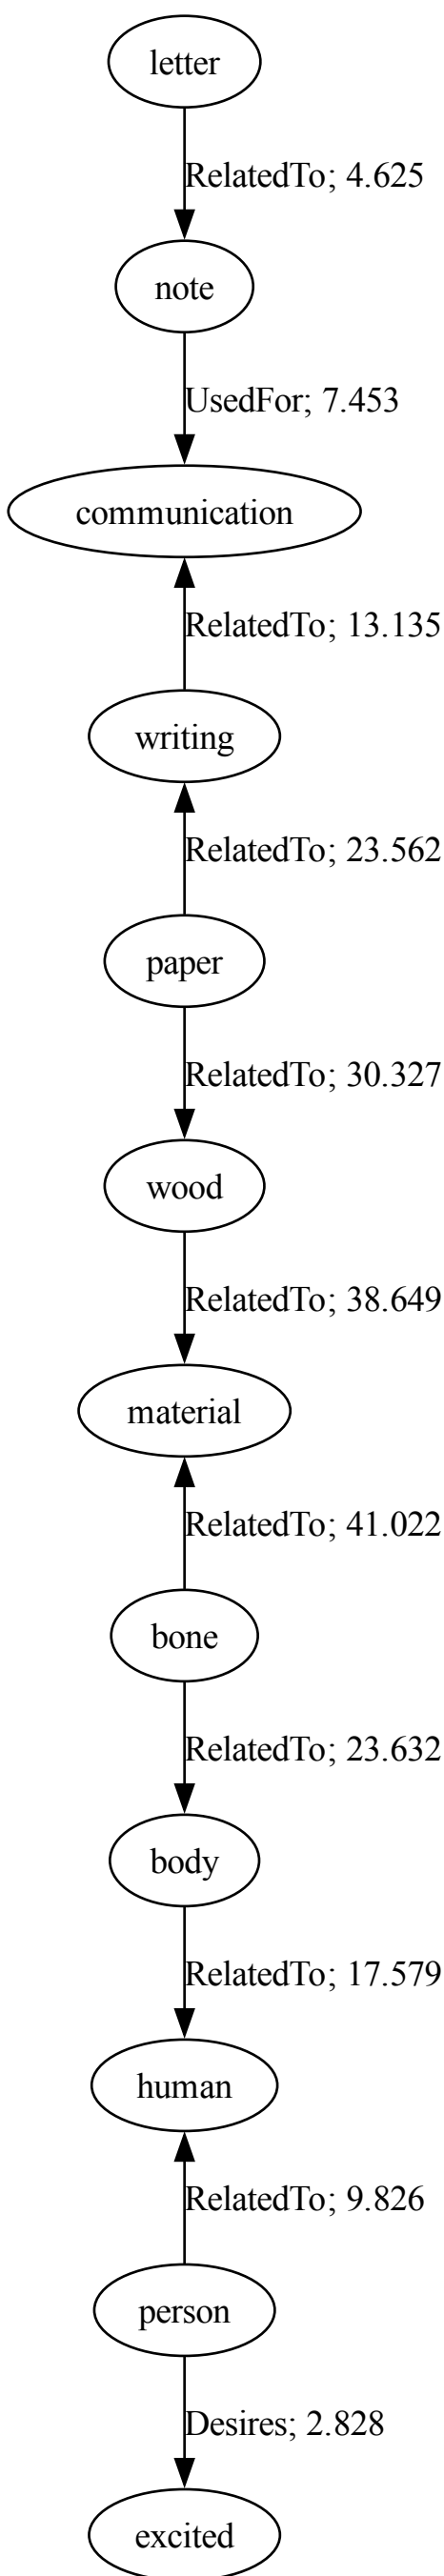 letter
RelatedTo; 4.625
note
UsedFor; 7.453
communication
RelatedTo; 13.135
writing
RelatedTo; 23.562
paper
RelatedTo; 30.327
wood
RelatedTo; 38.649
material
RelatedTo; 41.022
bone
RelatedTo; 23.632
body
RelatedTo; 17.579
human
RelatedTo; 9.826
person
Desires; 2.828
excited